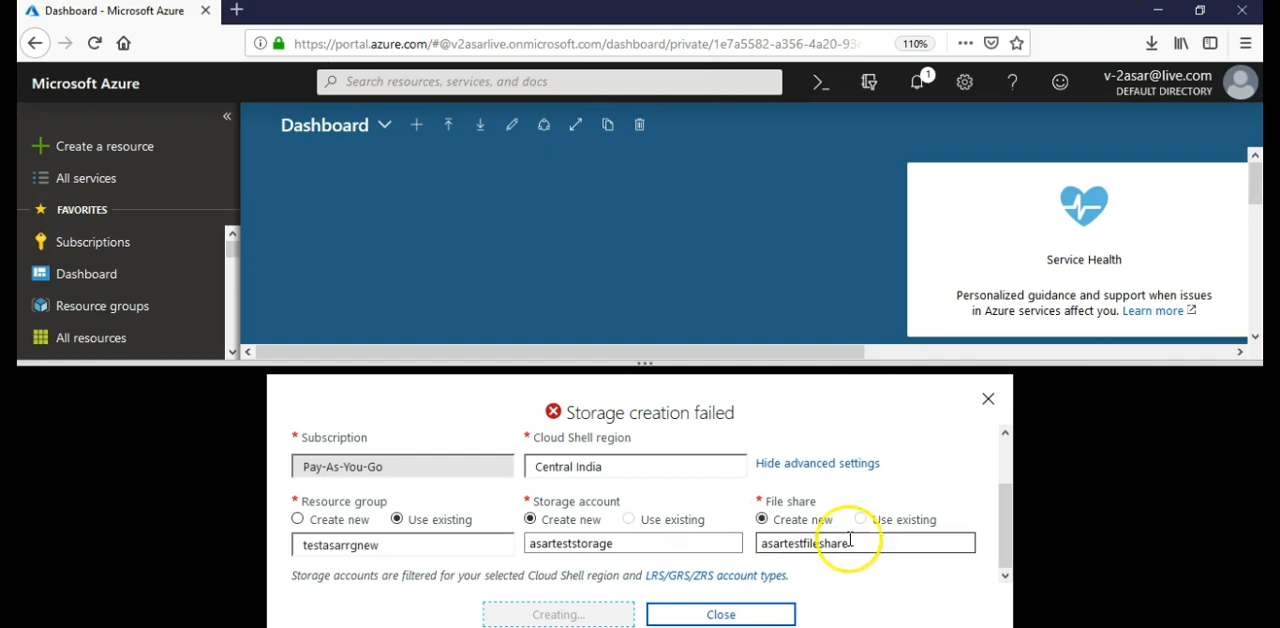 Dashboard - Microsoft Azure
https://portal.azure.com/#@v2asarlive.onmicrosoft.com/dashboard/private/1e7a5582-a356-4a20-93
110%
Microsoft Azure
Search resources, services, and docs
1
v-2asar@live.com
DEFAULT DIRECTORY
Dashboard
Create a resource
All services
FAVORITES
Subscriptions
Dashboard
Resource groups
All resources
Service Health
Personalized guidance and support when issues
in Azure services affect you. Learn more
Storage creation failed
* Subscription
* Cloud Shell region
Pay-As-You-Go
Central India
Hide advanced settings
* Resource group
* Storage account
* File share
Create new
Use existing
Create new
Use existing
Create new
Use existing
testasarrgnew
asarteststorage
asartestfileshare
Storage accounts are filtered for your selected Cloud Shell region and LRS/GRS/ZRS account types.
Creating...
Close